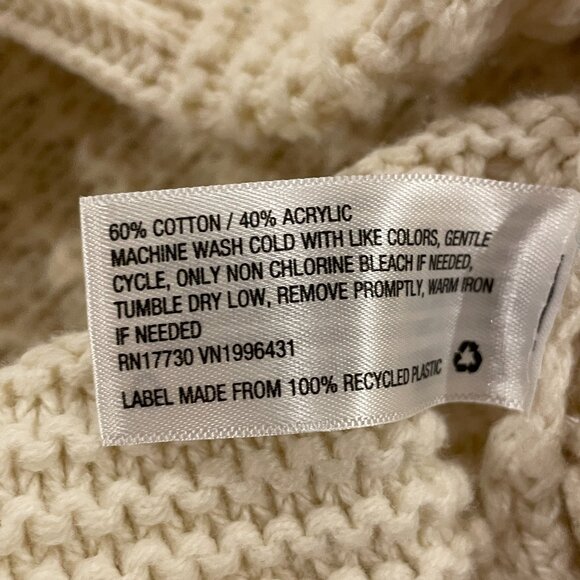 60% COTTON / 40% ACRYLIC
MACHINE WASH COLD WITH LIKE COLORS, GENTLE
CYCLE, ONLY NON CHLORINE BLEACH IF NEEDED,
TUMBLE DRY LOW, REMOVE PROMPTLY, WARM IRON
IF NEEDED
RN17730 VN1996431
LABEL MADE FROM 100% RECYCLED PLASTIC